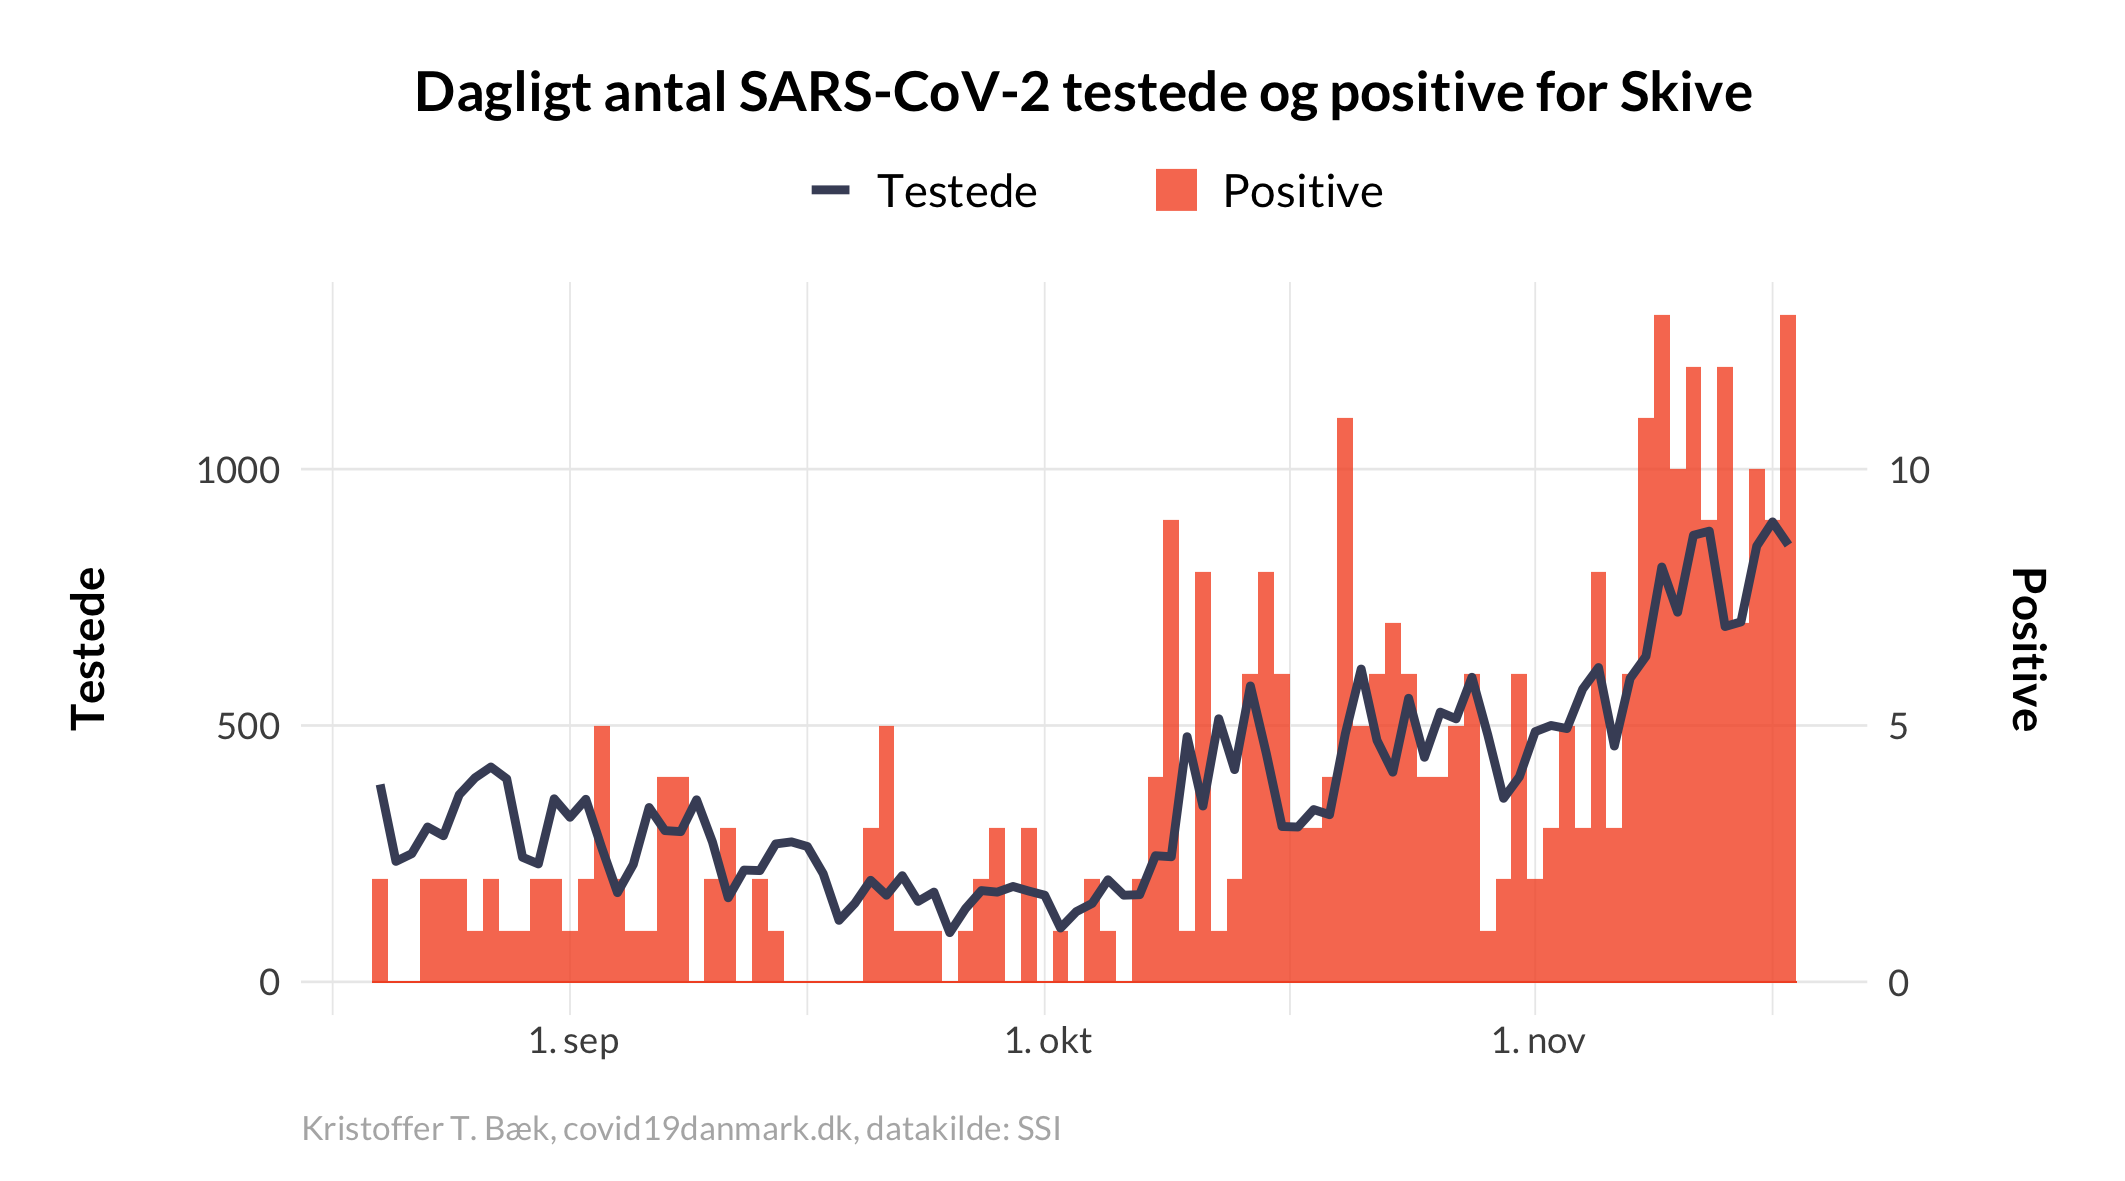 Dagligt antal SARS-CoV-2 testede og positive for Skive
Testede
Positive
1000
500
0
Testede
10
5
0
Positive
1. sep
1. okt
1. nov
Kristoffer T. Bæk, covid19danmark.dk, datakilde: SSI